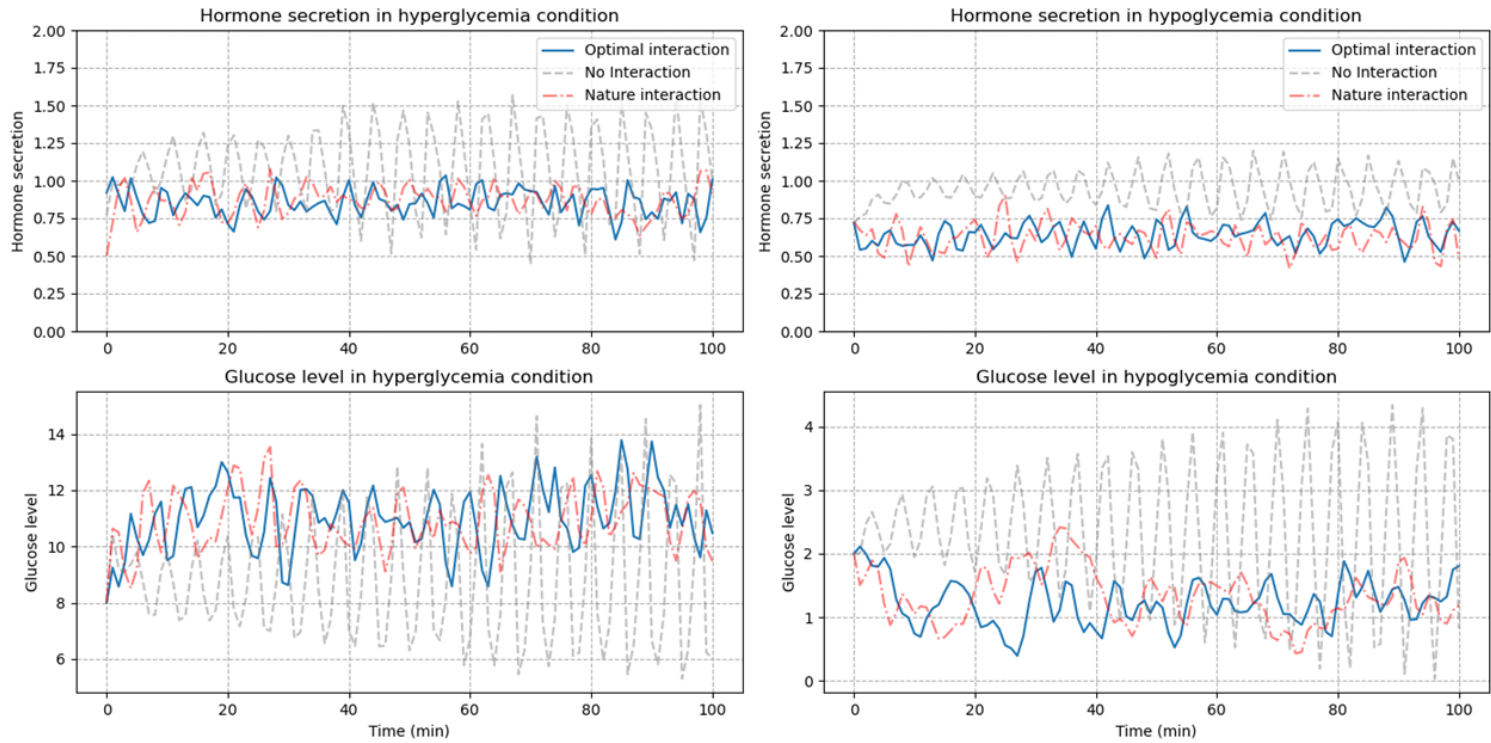 Hormone secretion in hyperglycemia condition
2.00
1.75
1.50
1.25
1.00
0.75
0.50
0.25
0.00
Hormone secretion
Optimal interaction
No Interaction
Nature interaction
0 20 40 60 80 100
Hormone secretion in hypoglycemia condition
2.00
1.75
1.50
1.25
1.00
0.75
0.50
0.25
0.00
Hormone secretion
Optimal interaction
No Interaction
Nature interaction
0 20 40 60 80 100
Glucose level in hyperglycemia condition
14
12
10
8
6
Glucose level
0 20 40 60 80 100
Time (min)
Glucose level in hypoglycemia condition
4
3
2
1
0
Glucose level
0 20 40 60 80 100
Time (min)